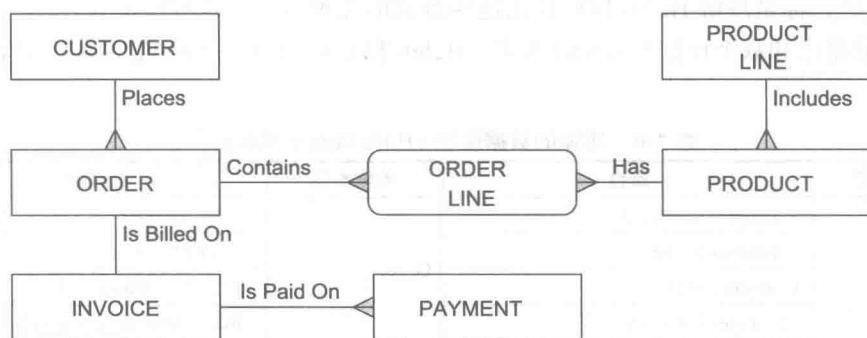 CUSTOMER
PRODUCT
LINE
Places
Includes
ORDER
Contains
ORDER
LINE
Has
PRODUCT
Is Billed On
INVOICE
Is Paid On
PAYMENT